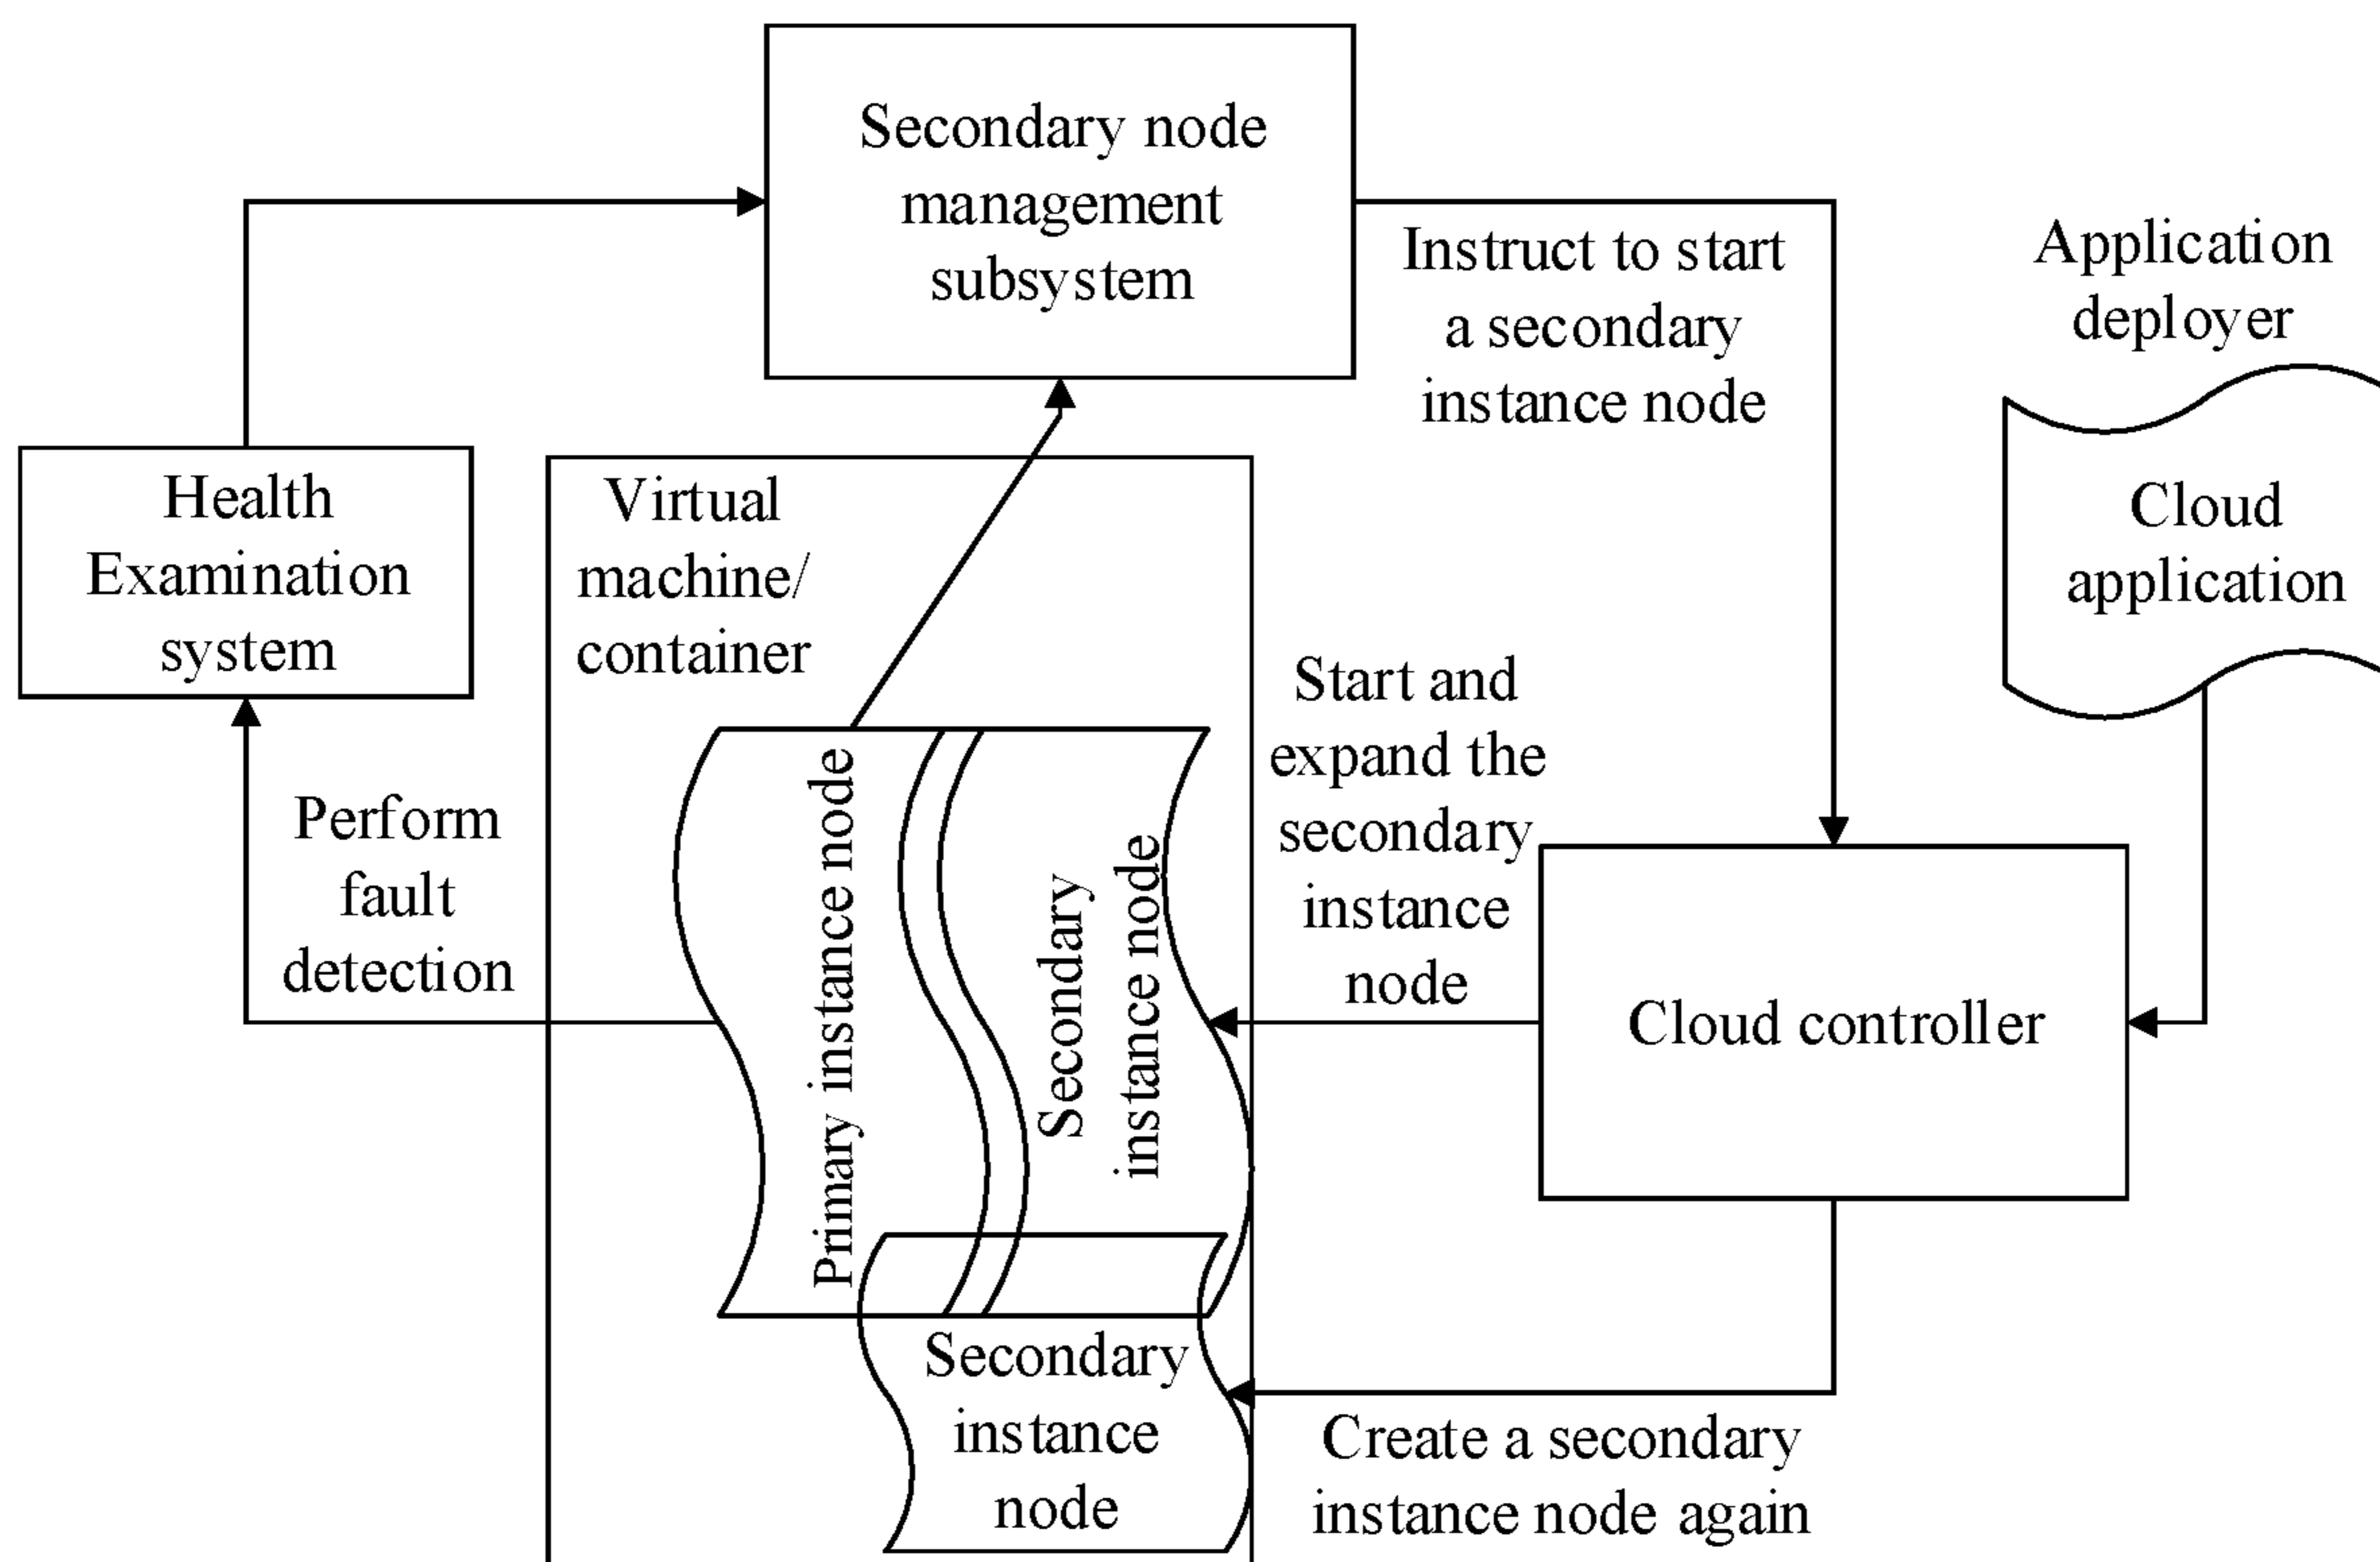 Secondary node
management
subsystem
Instruct to start
a secondary
instance node
Application
deployer
Cloud
application
Health
Examination
system
Virtual
machine/
container
Start and
expand the
secondary
instance
node
Perform
fault
detection
Primary instance node
Secondary
instance node
Cloud controller
Secondary
instance
node
Create a secondary
instance node again